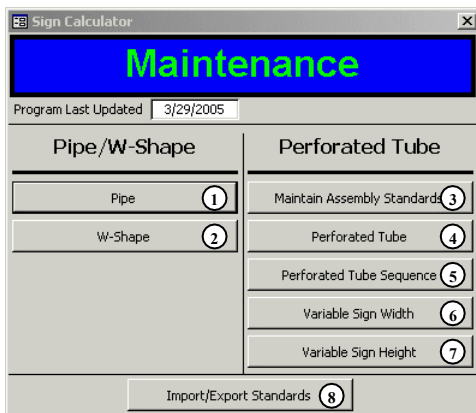 Sign Calculator
Maintenance
Program Last Updated 3/29/2005
Pipe/W-Shape
Pipe 1
W-Shape 2
Perforated Tube
Maintain Assembly Standards 3
Perforated Tube 4
Perforated Tube Sequence 5
Variable Sign Width 6
Variable Sign Height 7
Import/Export Standards 8